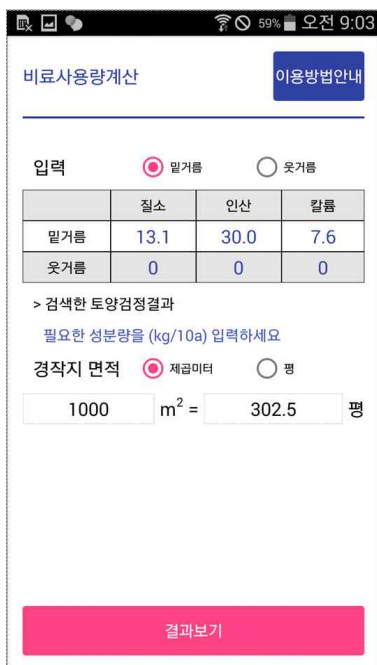 59% 오전 9:03
비료사용량계산 이용방법안내
입력 밑거름 웃거름
질소 인산 칼륨
밑거름 13.1 30.0 7.6
웃거름 0 0 0
> 검색한 토양검정결과
필요한 성분량을 (kg/10a) 입력하세요
경작지 면적 제곱미터 평
1000 m² = 302.5 평
결과보기